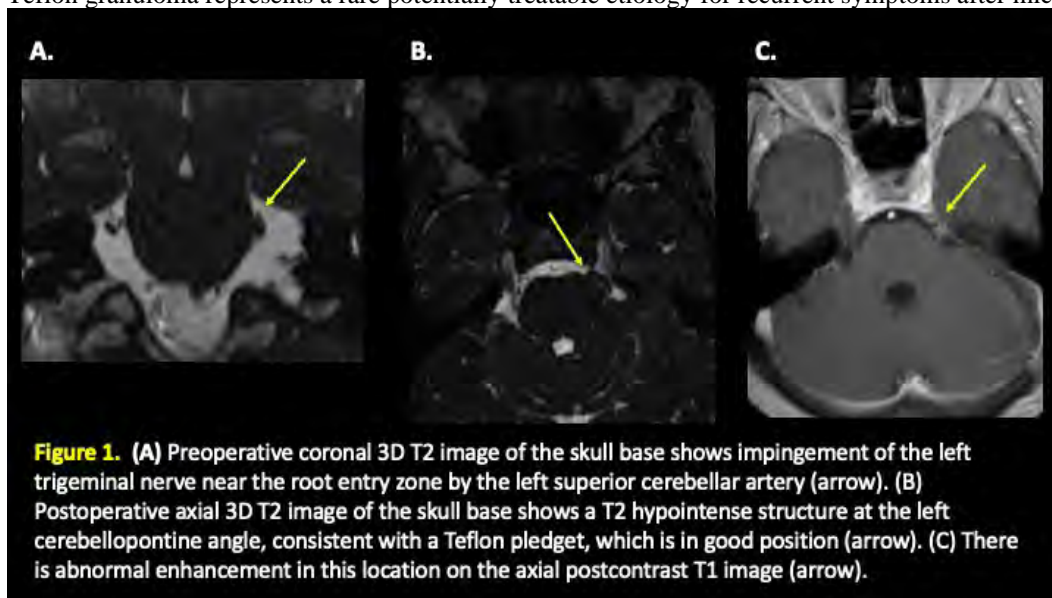 Teflon granuloma represents a rare potentially treatable etiology for recurrent symptoms after
A.
B.
C.
Figure 1. (A) Preoperative coronal 3D T2 image of the skull base shows impingement of the left
trigeminal nerve near the root entry zone by the left superior cerebellar artery (arrow). (B)
Postoperative axial 3D T2 image of the skull base shows a T2 hypointense structure at the left
cerebellopontine angle, consistent with a Teflon pledget, which is in good position (arrow). (C) There
is abnormal enhancement in this location on the axial postcontrast T1 image (arrow).